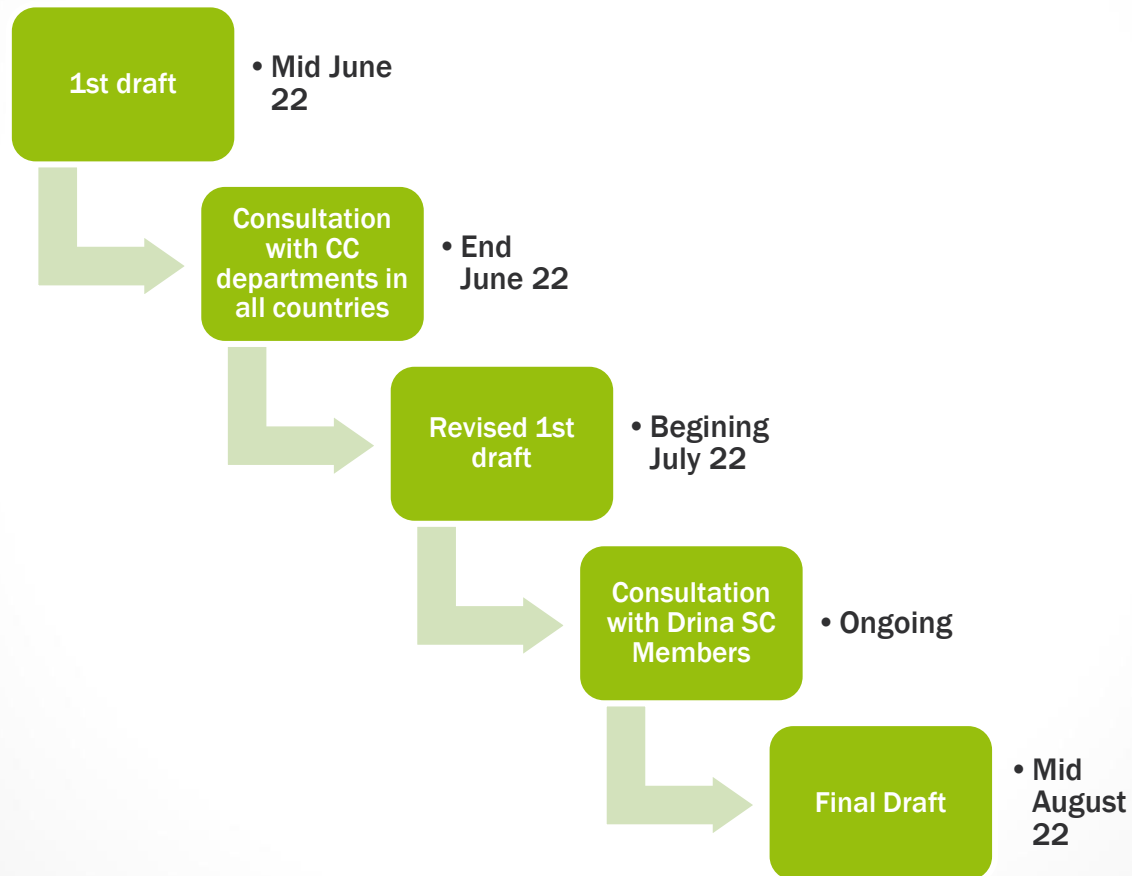 1st draft
• Mid June
22
Consultation
with CC
departments in
all countries
• End
June 22
Revised 1st
draft
• Begining
July 22
Consultation
with Drina SC
Members
• Ongoing
Final Draft
• Mid
August
22